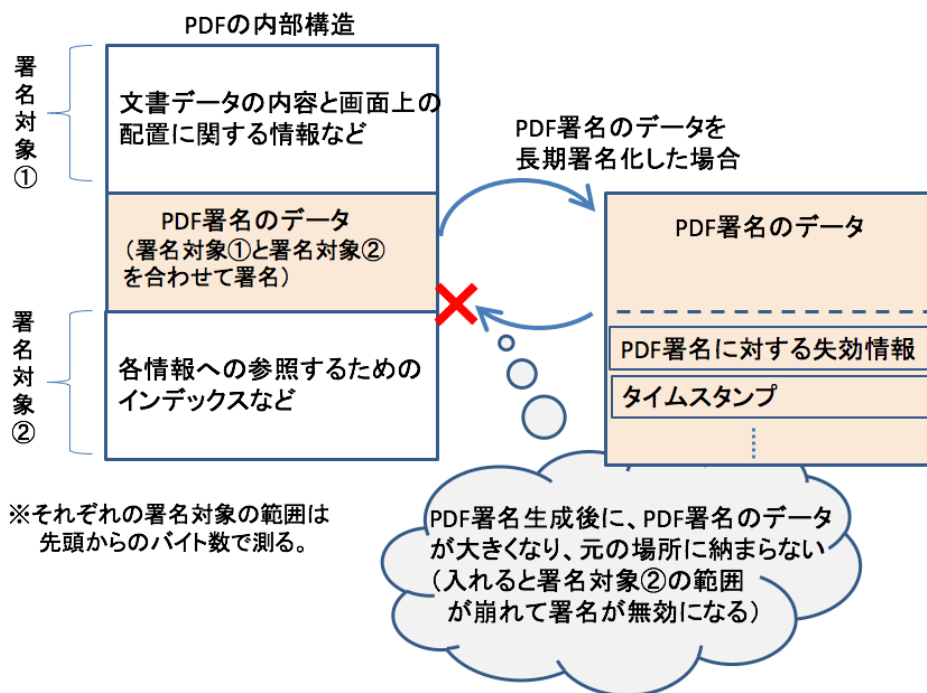 PDFの内部構造
署名対象①
文書データの内容と画面上の
配置に関する情報など
PDF署名のデータ
（署名対象①と署名対象②
を合わせて署名）
署名対象②
各情報への参照するための
インデックスなど
※それぞれの署名対象の範囲は
先頭からのバイト数で測る。
PDF署名のデータを
長期署名化した場合
PDF署名のデータ
PDF署名に対する失効情報
タイムスタンプ
PDF署名生成後に、PDF署名のデータ
が大きくなり、元の場所に納まらない
（入れると署名対象②の範囲
が崩れて署名が無効になる）